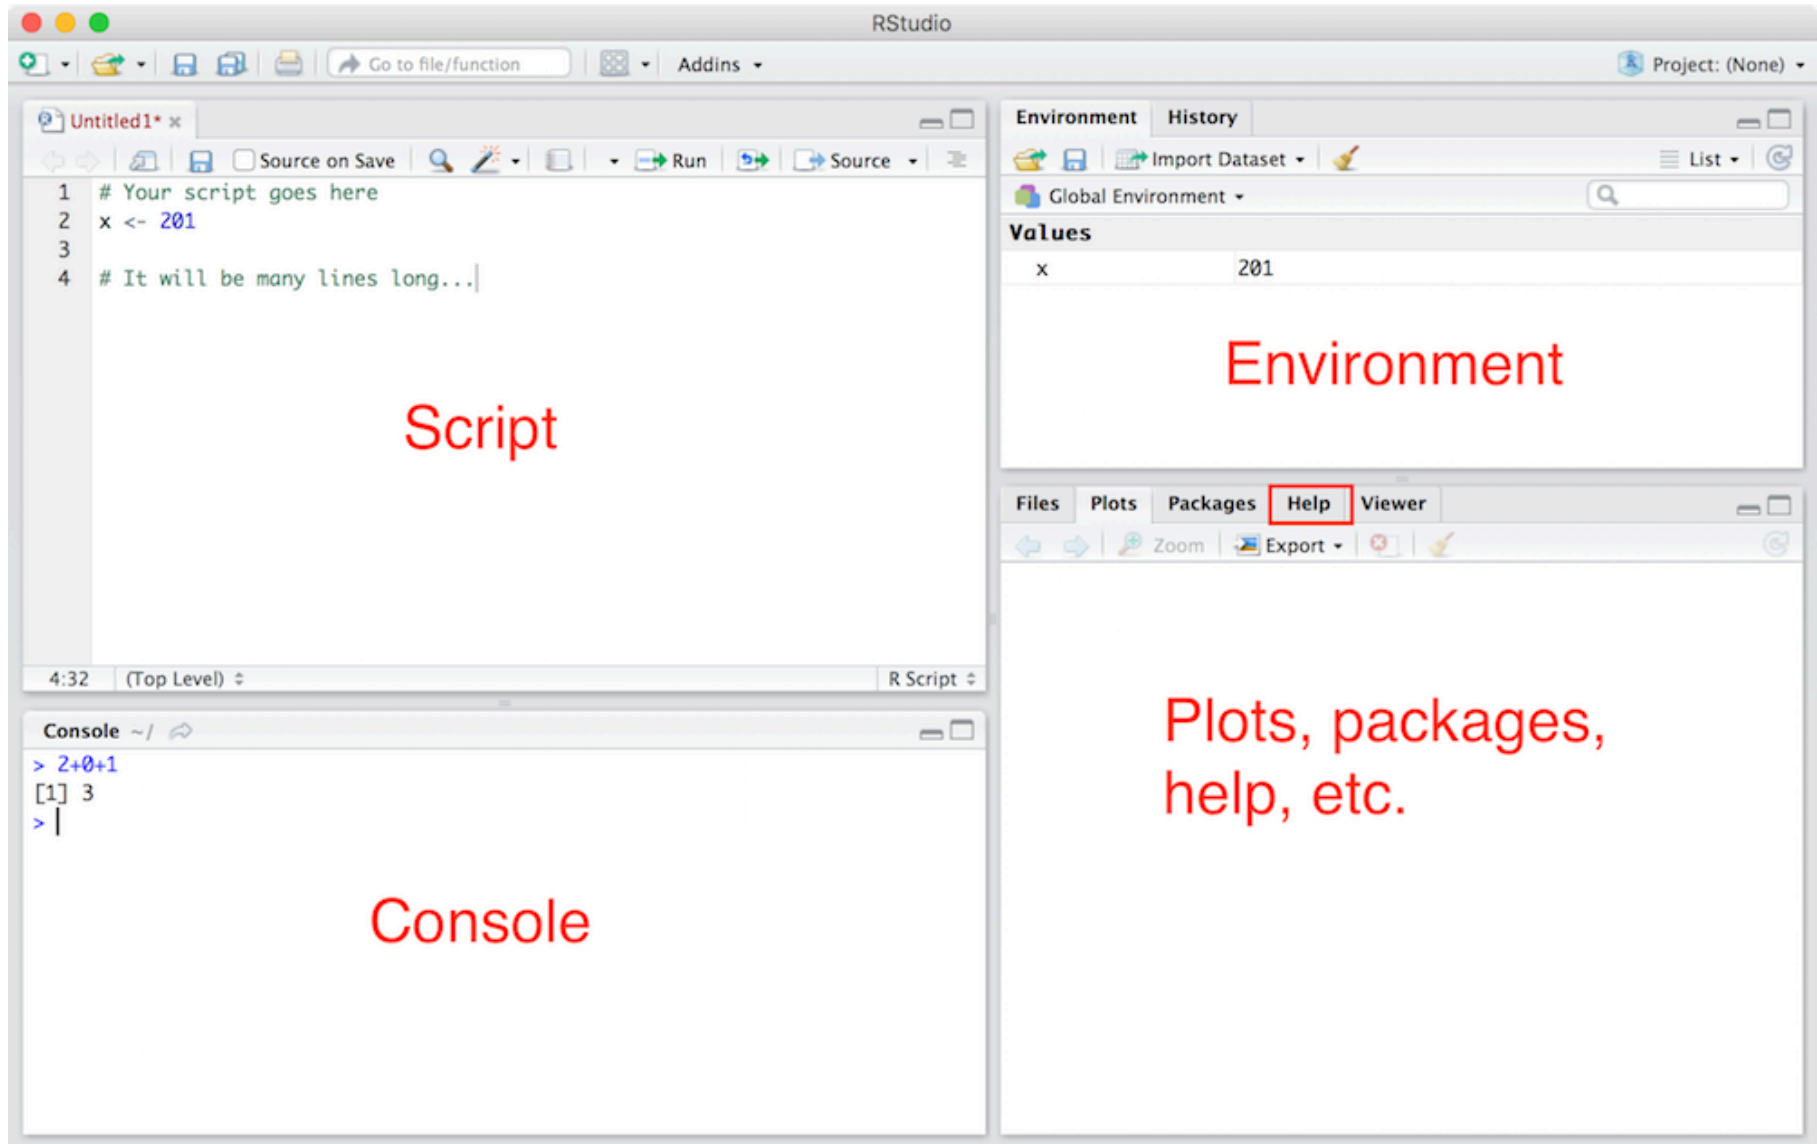 RStudio
Go to file/function
Addins
Project: (None)
Untitled1*
Source on Save
Run
Source
1 # Your script goes here
2 x <- 201
3
4 # It will be many lines long...
Script
4:32 (Top Level) R Script
Console ~/
> 2+0+1
[1] 3
>
Console
Environment History
Import Dataset
List
Global Environment
Values
x 201
Environment
Files Plots Packages Help Viewer
Zoom Export
Plots, packages,
help, etc.